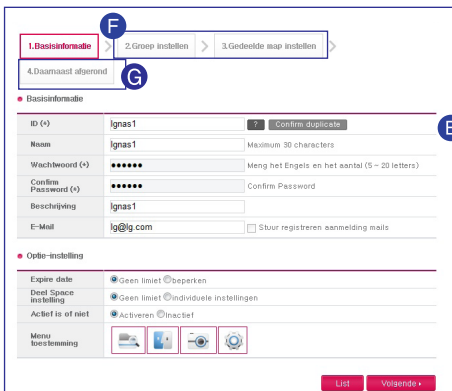 F
1.Basisinformatie
2.Groep instellen
3.Gedeelde map instellen
4.Daarnaast afgerond
G
Basisinformatie
E
ID (*) lgnas1 ? Confirm duplicate
Naam lgnas1 Maximum 30 characters
Wachtwoord (*) •••••• Meng het Engels en het aantal (5 ~ 20 letters)
Confirm
Password (*) •••••• Confirm Password
Beschrijving lgnas1
E-Mail lg@lg.com Stuur registreren aanmelding mails
Optie-instelling
Expire date Geen limiet beperken
Deel Space
instelling Geen limiet individuele instellingen
Actief is of niet Activeren Inactief
Menu
toestemming
List Volgende